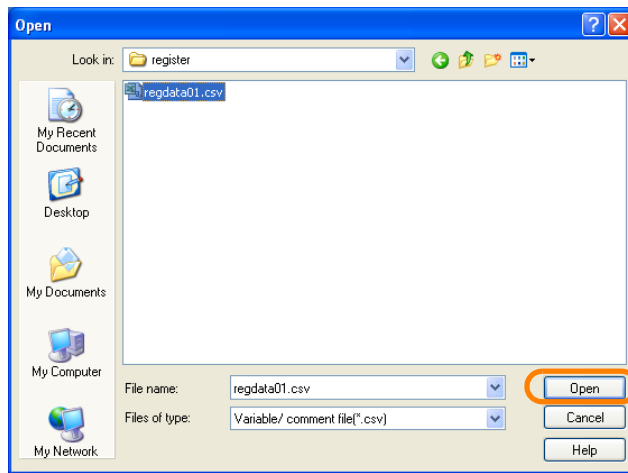 Open
Look in:
register
regdata01.csv
My Recent
Documents
Desktop
My Documents
My Computer
My Network
File name:
regdata01.csv
Open
Files of type:
Variable/ comment file(*.csv)
Cancel
Help